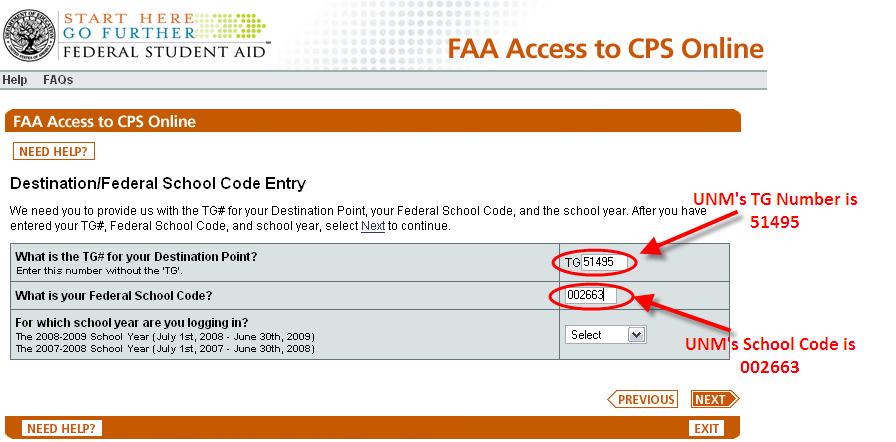 START HERE
GO FURTHER
FEDERAL STUDENT AID™
FAA Access to CPS Online
Help FAQs
FAA Access to CPS Online
NEED HELP?
Destination/Federal School Code Entry
We need you to provide us with the TG# for your Destination Point, your Federal School Code, and the school year. After you have
entered your TG#, Federal School Code, and school year, select Next to continue.
UNM's TG Number is
51495
What is the TG# for your Destination Point?
Enter this number without the 'TG'.
TG 51495
What is your Federal School Code?
002663
For which school year are you logging in?
The 2008-2009 School Year (July 1st, 2008 - June 30th, 2009)
The 2007-2008 School Year (July 1st, 2007 - June 30th, 2008)
Select
UNM's School Code is
002663
PREVIOUS NEXT
NEED HELP? EXIT